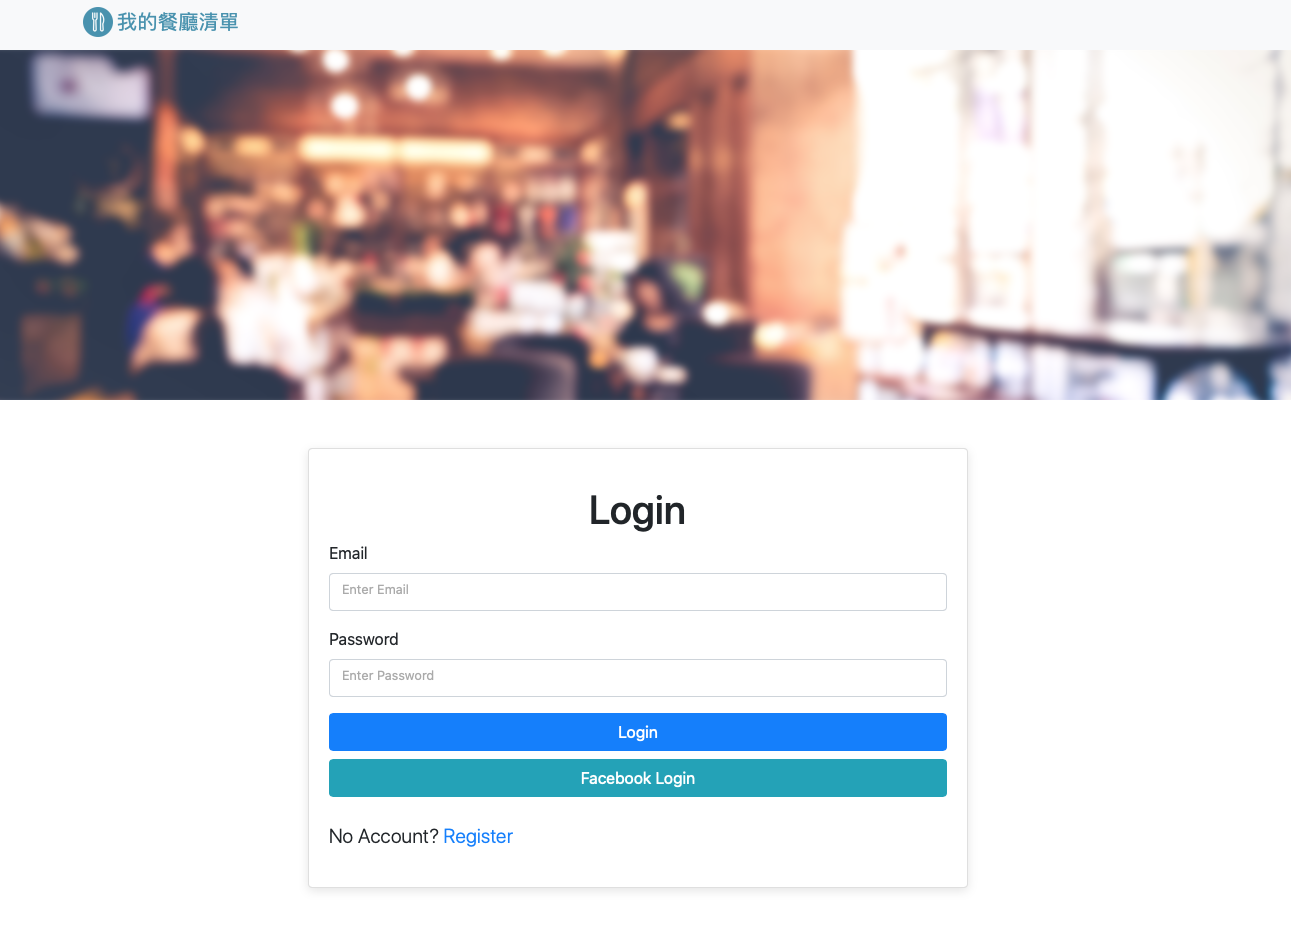 我的餐廳清單
Login
Email
Enter Email
Password
Enter Password
Login
Facebook Login
No Account? Register